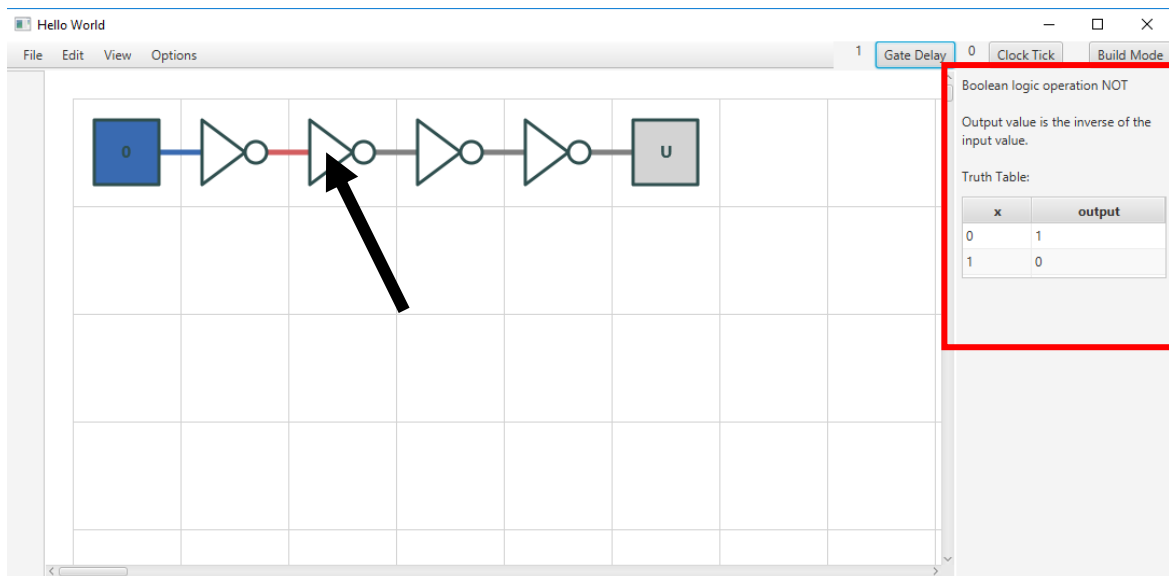 Hello World
File Edit View Options 1 Gate Delay 0 Clock Tick Build Mode
Boolean logic operation NOT
Output value is the inverse of the
input value.
Truth Table:
x output
0 1
1 0
0 U